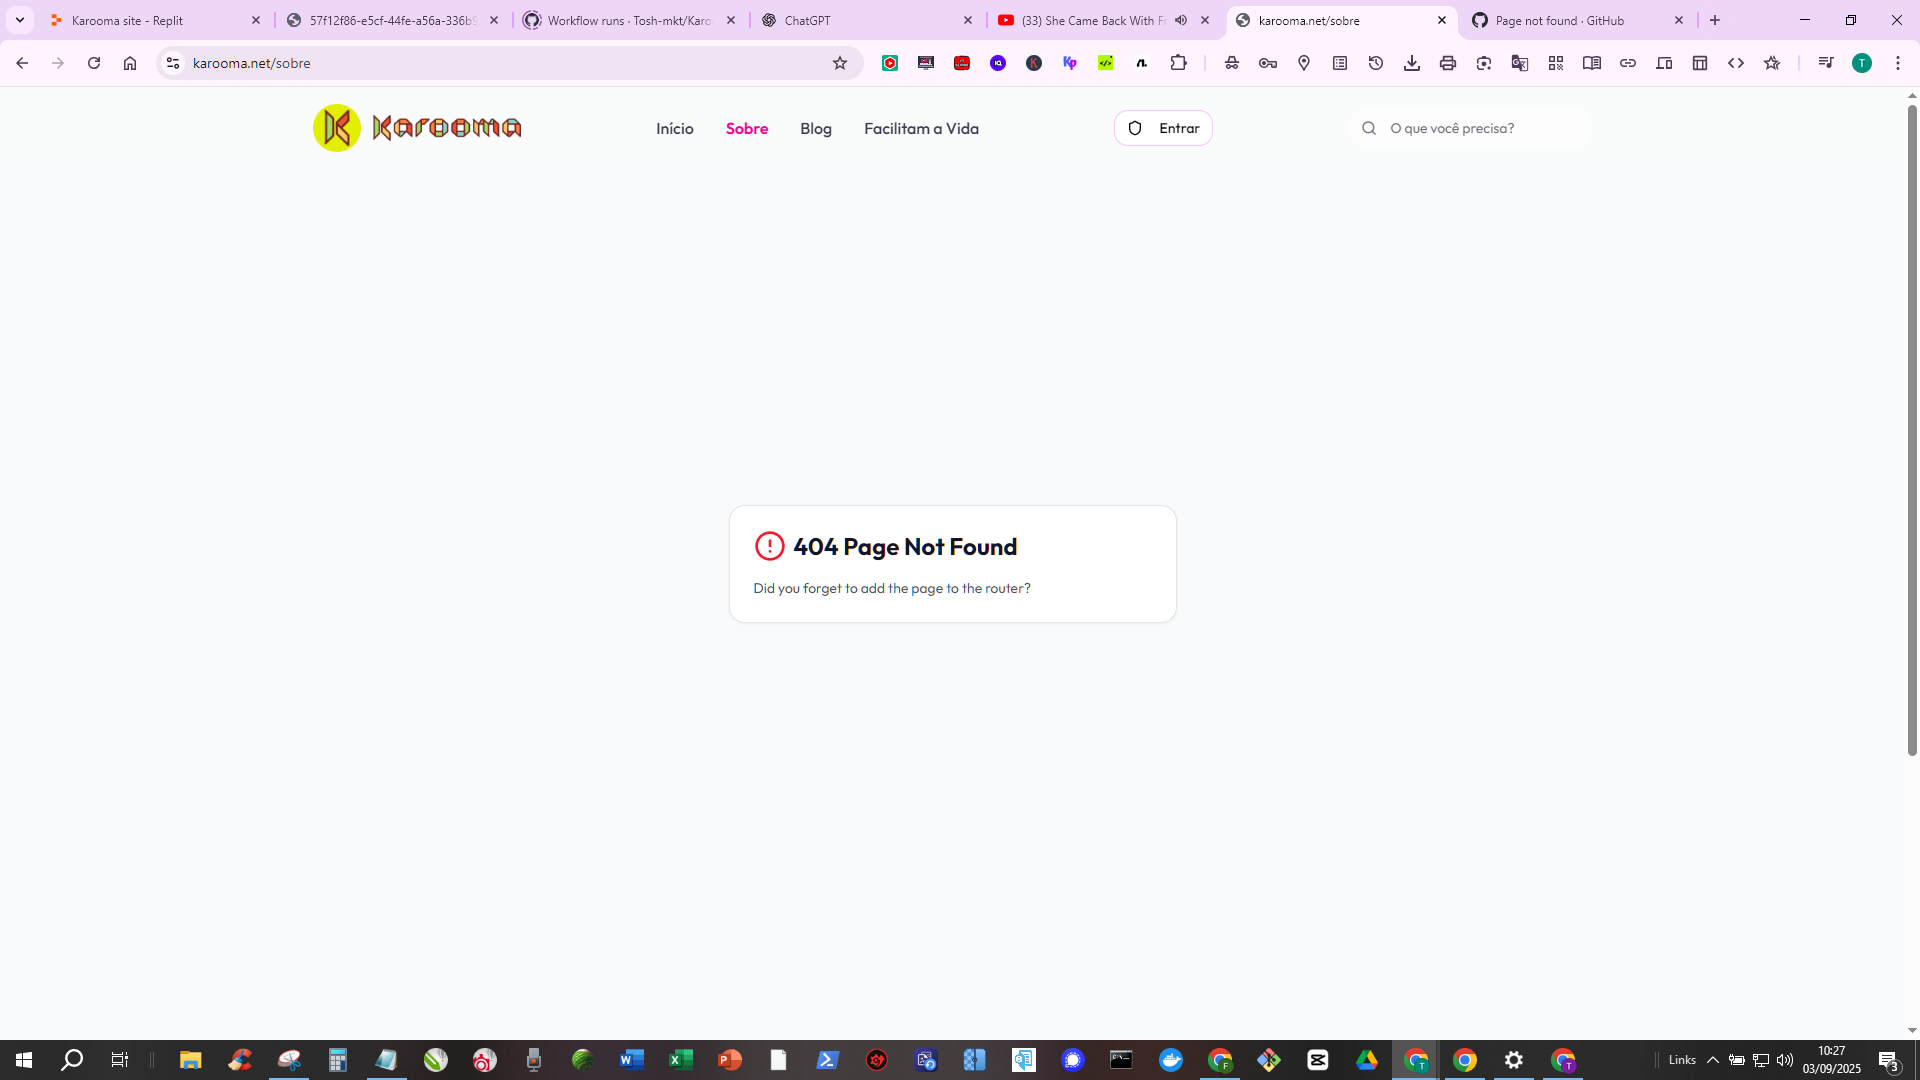 Karooma site - Replit
57f12f86-e5cf-44fe-a56a-336b9
Workflow runs · Tosh-mkt/Karo
ChatGPT
(33) She Came Back With Fr
karooma.net/sobre
Page not found · GitHub
karooma.net/sobre
Karooma
Início
Sobre
Blog
Facilitam a Vida
Entrar
O que você precisa?
404 Page Not Found
Did you forget to add the page to the router?
Links
10:27
03/09/2025
3